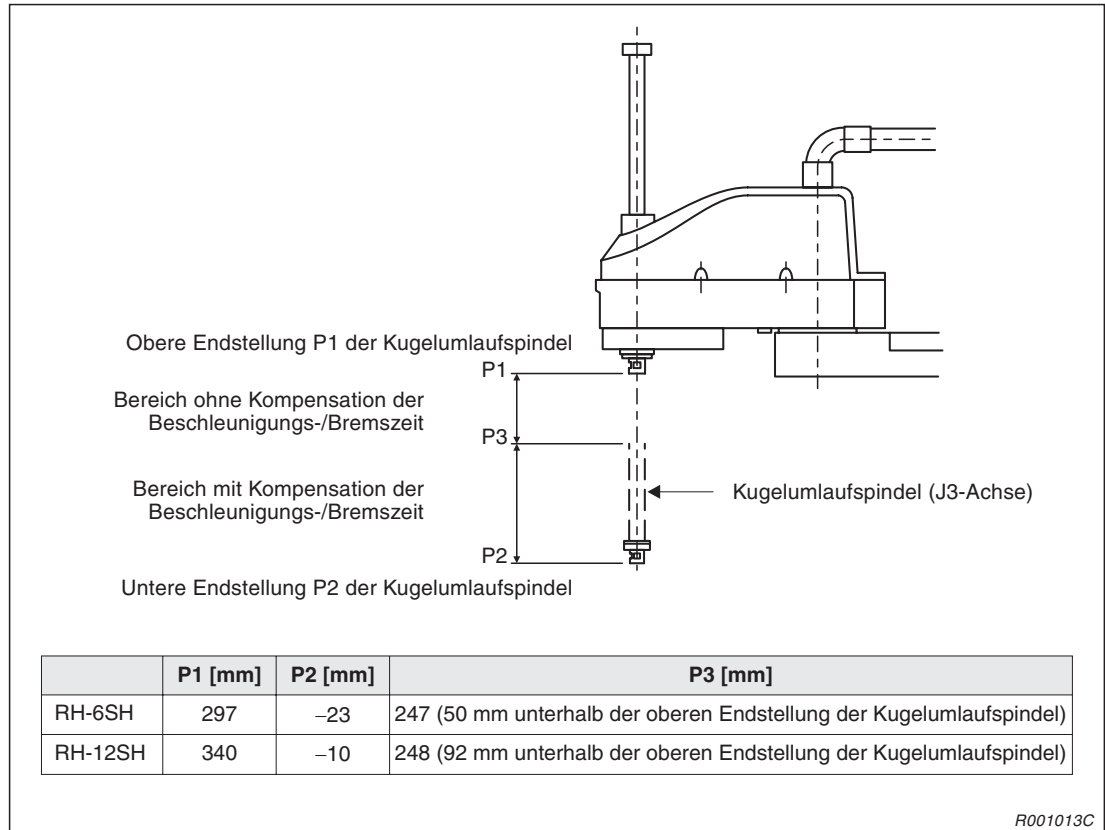 Obere Endstellung P1 der Kugelumlaufspindel
P1
Bereich ohne Kompensation der
Beschleunigungs-/Bremszeit
P3
Bereich mit Kompensation der
Beschleunigungs-/Bremszeit
Kugelumlaufspindel (J3-Achse)
P2
Untere Endstellung P2 der Kugelumlaufspindel
P1 [mm] P2 [mm] P3 [mm]
RH-6SH 297 −23 247 (50 mm unterhalb der oberen Endstellung der Kugelumlaufspindel)
RH-12SH 340 −10 248 (92 mm unterhalb der oberen Endstellung der Kugelumlaufspindel)
R001013C